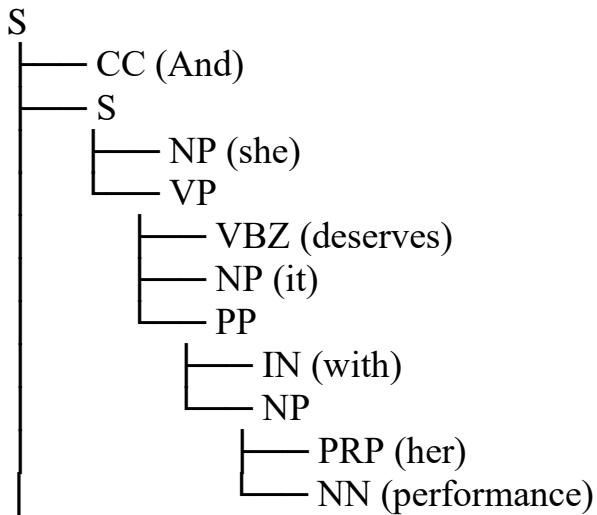 S
CC (And)
S
NP (she)
VP
VBZ (deserves)
NP (it)
PP
IN (with)
NP
PRP (her)
NN (performance)